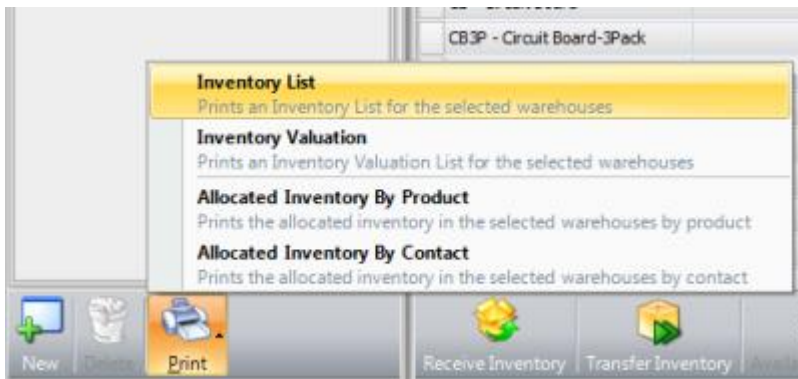 CB3P - Circuit Board-3Pack
Inventory List
Prints an Inventory List for the selected warehouses
Inventory Valuation
Prints an Inventory Valuation List for the selected warehouses
Allocated Inventory By Product
Prints the allocated inventory in the selected warehouses by product
Allocated Inventory By Contact
Prints the allocated inventory in the selected warehouses by contact
New Delete Print Receive Inventory Transfer Inventory